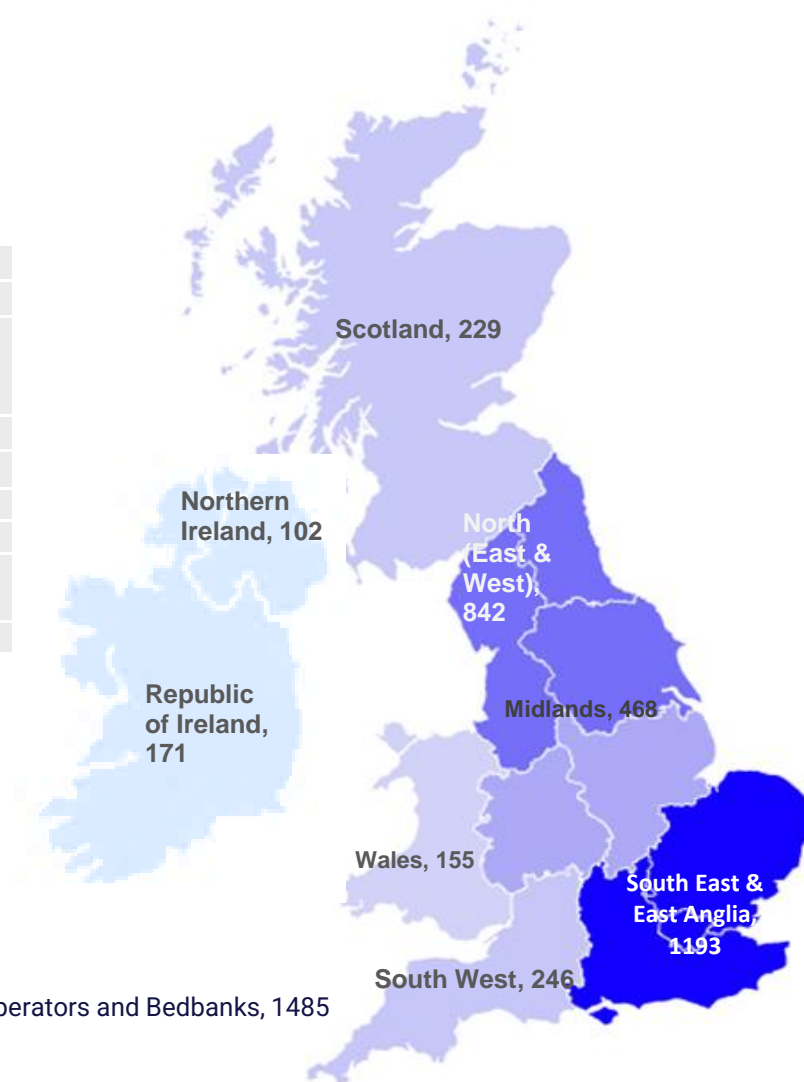 Scotland, 229
Northern
Ireland, 102
North
(East &
West),
842
Republic
of Ireland,
171
Midlands, 468
Wales, 155
South East &
East Anglia,
1193
South West, 246
and Bedbanks, 1485